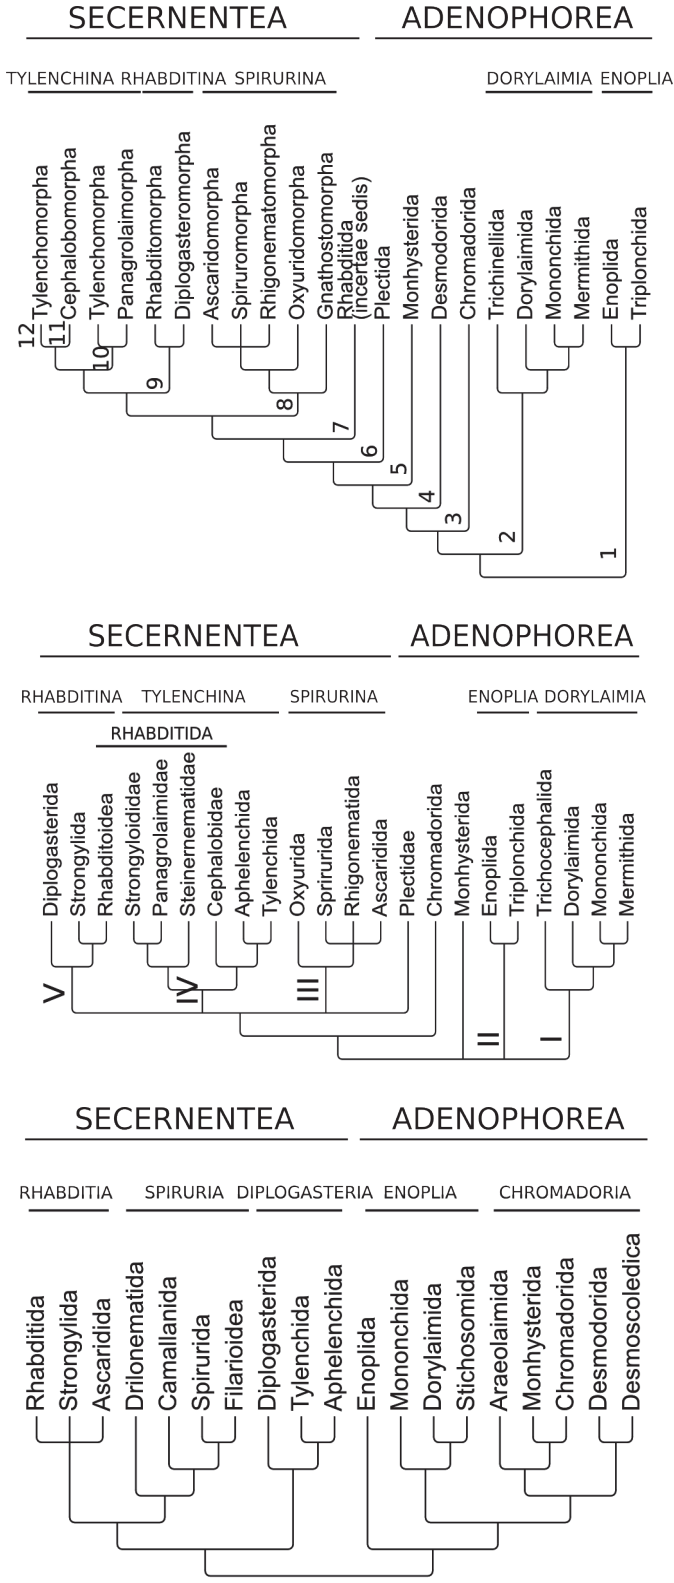 SECERNENTEA ADENOPHOREA
TYLENCHINA RHABDITINA SPIRURINA DORYLAIMIA ENOPLIA
Tylenchomorpha
Cephalobomorpha
Tylenchomorpha
Panagrolaimorpha
Rhabditomorpha
Diplogasteromorpha
Ascaridomorpha
Spiruromorpha
Rhigonematomorpha
Oxyuridomorpha
Gnathostomorpha
Rhabditida
(incertae sedis)
Plectida
Monhysterida
Desmodorida
Chromadorida
Trichinellida
Dorylaimida
Mononchida
Mermithida
Enoplida
Triplonchida
12
11
10
9
8
7
6
5
4
3
2
1
SECERNENTEA ADENOPHOREA
RHABDITINA TYLENCHINA SPIRURINA ENOPLIA DORYLAIMIA
RHABDITIDA
Diplogasterida
Strongylida
Rhabditoidea
Strongyloididae
Panagrolaimidae
Steinernematidae
Cephalobidae
Aphelenchida
Tylenchida
Oxyurida
Sprirurida
Rhigonematida
Ascaridida
Plectidae
Chromadorida
Monhysterida
Enoplida
Triplonchida
Trichocephalida
Dorylaimida
Mononchida
Mermithida
V
IV
III
II
I
SECERNENTEA ADENOPHOREA
RHABDITIA SPIRURIA DIPLOGASTERIA ENOPLIA CHROMADORIA
Rhabditida
Strongylida
Ascaridida
Drilonematida
Camallanida
Spirurida
Filarioidea
Diplogasterida
Tylenchida
Aphelenchida
Enoplida
Mononchida
Dorylaimida
Stichosomida
Araeolaimida
Monhysterida
Chromadorida
Desmodorida
Desmoscoledica